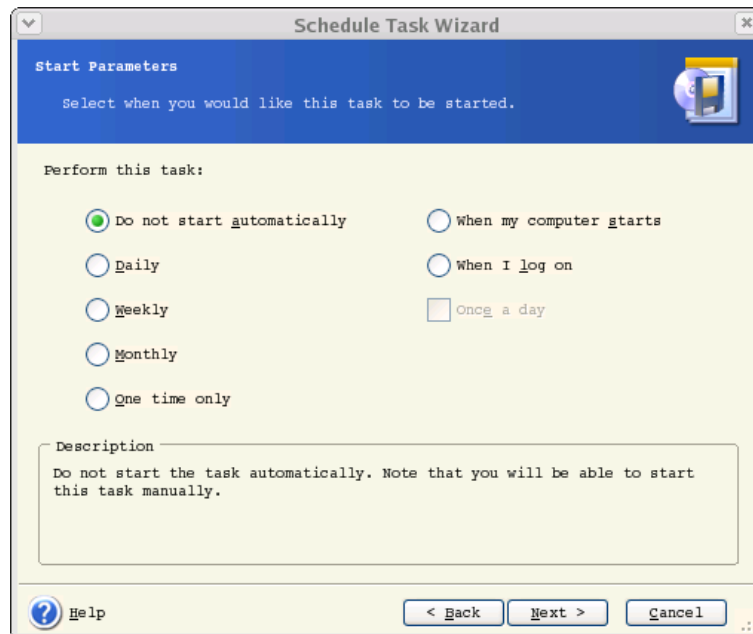 Schedule Task Wizard
Start Parameters
Select when you would like this task to be started.
Perform this task:
Do not start automatically
Daily
Weekly
Monthly
One time only
When my computer starts
When I log on
Once a day
Description
Do not start the task automatically. Note that you will be able to start
this task manually.
Help
< Back
Next >
Cancel